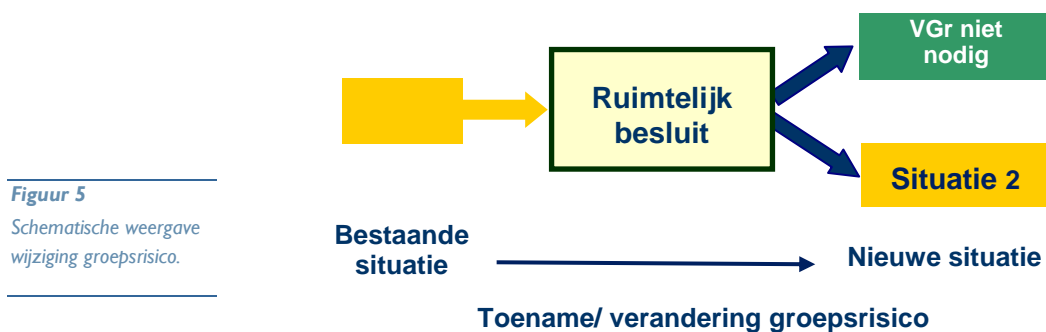 VGr niet
nodig
Ruimtelijk
besluit
Situatie 2
Figuur 5
Schematische weergave
wijziging groepsrisico.
Bestaande
situatie
Nieuwe situatie
Toename/ verandering groepsrisico